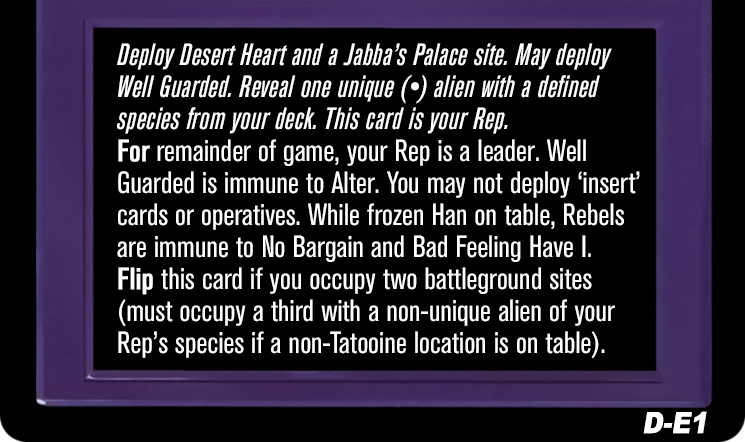 Deploy Desert Heart and a Jabba's Palace site. May deploy
Well Guarded. Reveal one unique (•) alien with a defined
species from your deck. This card is your Rep.
For remainder of game, your Rep is a leader. Well
Guarded is immune to Alter. You may not deploy 'insert'
cards or operatives. While frozen Han on table, Rebels
are immune to No Bargain and Bad Feeling Have I.
Flip this card if you occupy two battleground sites
(must occupy a third with a non-unique alien of your
Rep's species if a non-Tatooine location is on table).
D-E1